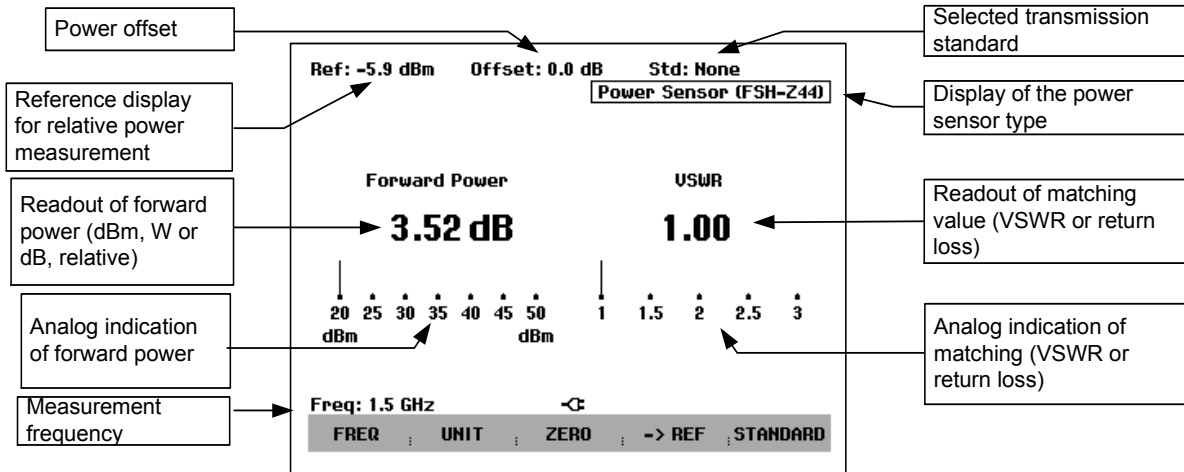 Power offset
Selected transmission
standard
Ref: -5.9 dBm Offset: 0.0 dB Std: None
Power Sensor (FSH-Z44)
Reference display
for relative power
measurement
Display of the power
sensor type
Forward Power VSWR
Readout of forward
power (dBm, W or
dB, relative)
3.52 dB 1.00
Readout of matching
value (VSWR or return
loss)
20 25 30 35 40 45 50 1 1.5 2 2.5 3
dBm dBm
Analog indication
of forward power
Analog indication of
matching (VSWR or
return loss)
Measurement
frequency
Freq: 1.5 GHz
FREQ UNIT ZERO -> REF STANDARD